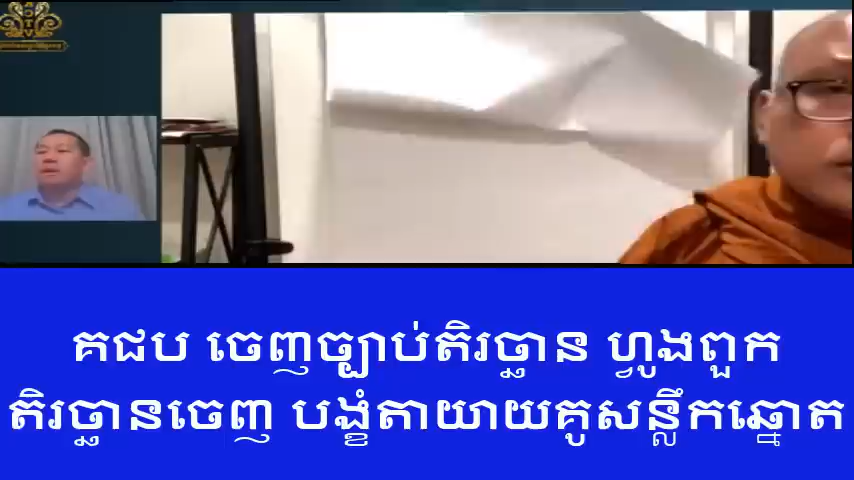 គជប ចេញច្បាប់តិរច្ឆាន ហ្វូងពួក
តិរច្ឆានចេញ បង្ខំតាយាយគូសន្លឹកឆ្នោត